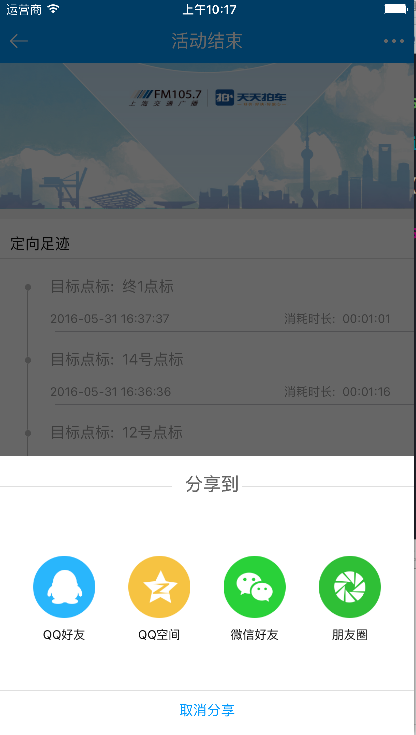 运营商 上午10:17
活动结束
FM105.7 天天拍车
上海交通广播
定向足迹
目标点标: 终1点标
2016-05-31 16:37:37 消耗时长: 00:01:01
目标点标: 14号点标
2016-05-31 16:36:36 消耗时长: 00:01:16
目标点标: 12号点标
分享到
QQ好友 QQ空间 微信好友 朋友圈
取消分享